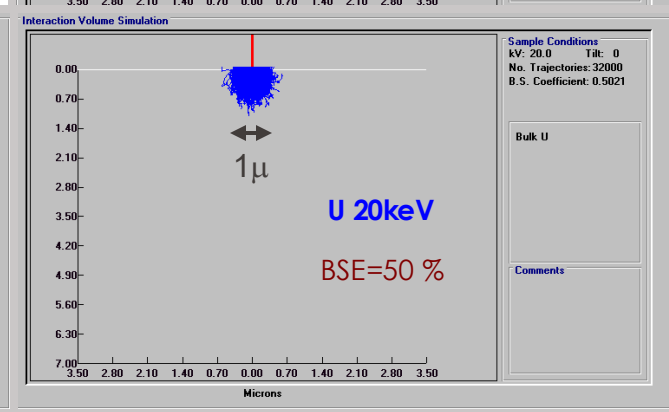 3.50 2.80 2.10 1.40 0.70 0.00 0.70 1.40 2.10 2.80 3.50
Interaction Volume Simulation
Sample Conditions
kV: 20.0 Tilt: 0
No. Trajectories: 32000
B.S. Coefficient: 0.5021
0.00
0.70
1.40
1μ
Bulk U
2.10
2.80
U 20keV
3.50
4.20
BSE=50 %
Comments
4.90
5.60
6.30
7.00
3.50 2.80 2.10 1.40 0.70 0.00 0.70 1.40 2.10 2.80 3.50
Microns